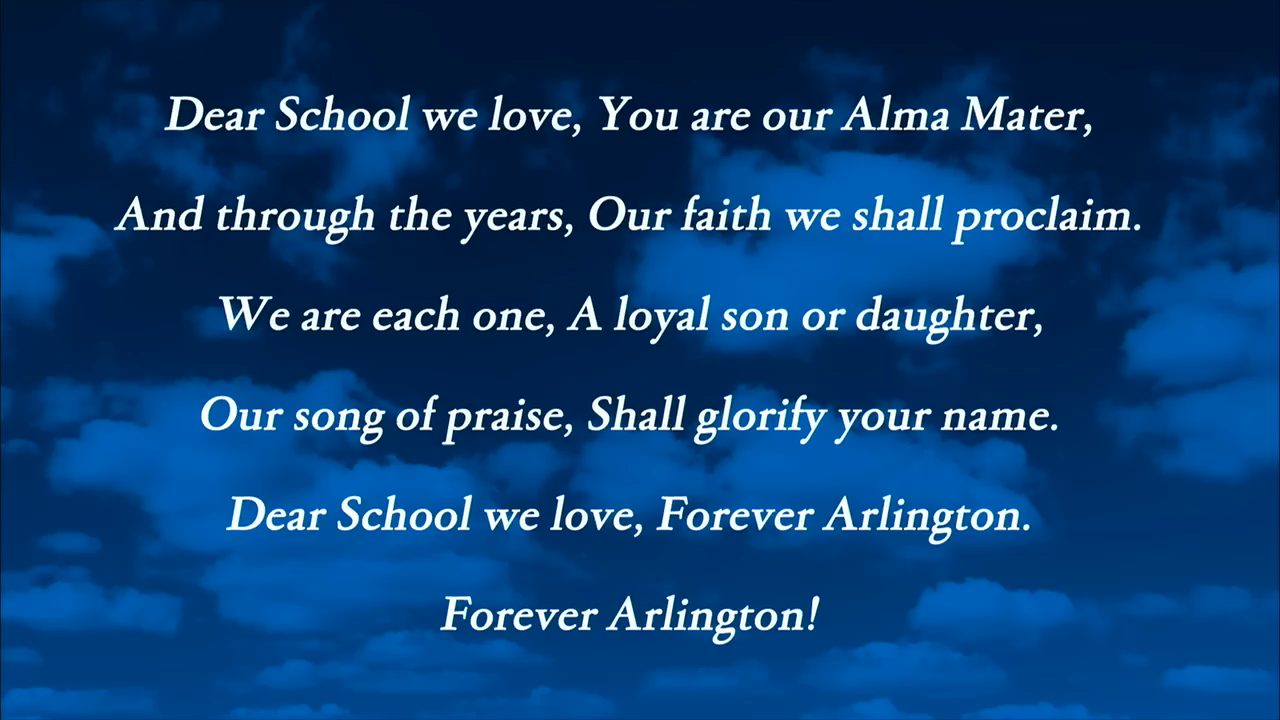 Dear School we love, You are our Alma Mater,
And through the years, Our faith we shall proclaim.
We are each one, A loyal son or daughter,
Our song of praise, Shall glorify your name.
Dear School we love, Forever Arlington.
Forever Arlington!